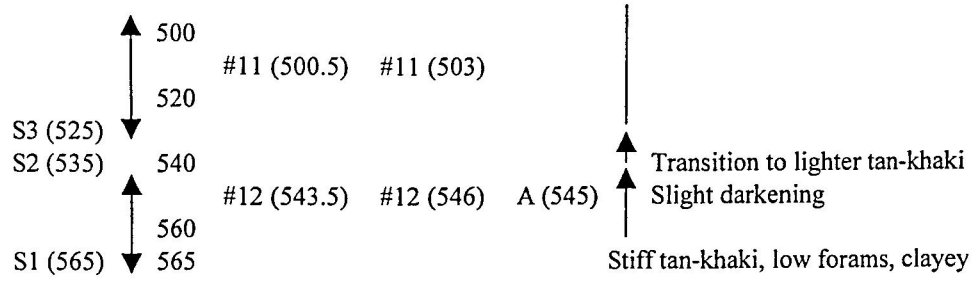 500
#11 (500.5) #11 (503)
520
S3 (525)
S2 (535) 540 Transition to lighter tan-khaki
#12 (543.5) #12 (546) A (545) Slight darkening
560
S1 (565) 565 Stiff tan-khaki, low forams, clayey